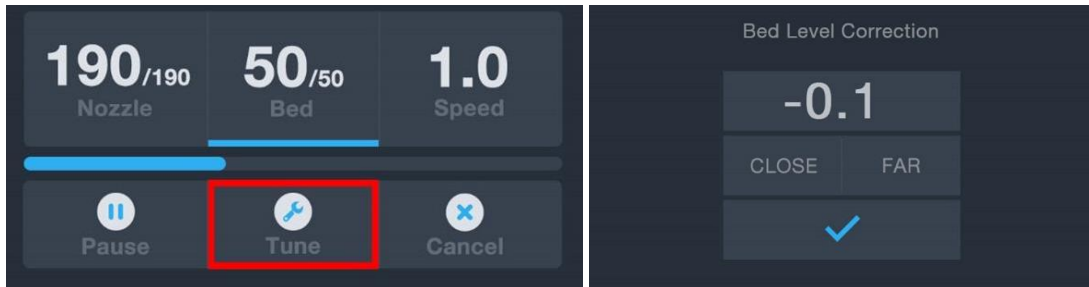 190/190 50/50 1.0
Nozzle Bed Speed
Pause Tune Cancel
Bed Level Correction
-0.1
CLOSE FAR